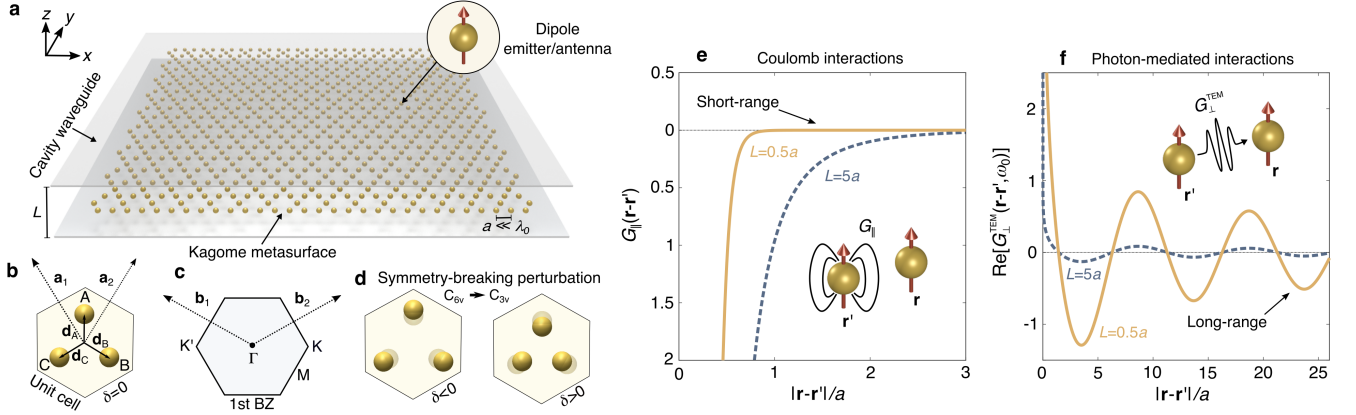 a
z
y
x
Cavity waveguide
L
Dipole
emitter/antenna
a ≪ λ₀
Kagome metasurface
b
a₁
a₂
A
d_A
d_B
d_C
C
B
Unit cell
δ=0
c
b₁
b₂
K'
Γ
K
M
1st BZ
d
Symmetry-breaking perturbation
C₆ᵥ → C₃ᵥ
δ<0
δ>0
e
Coulomb interactions
Short-range
L=0.5a
L=5a
G∥
r'
r
G∥(r-r')
0.5
0
0.5
1
1.5
2
0
1
2
3
|r-r'|/a
f
Photon-mediated interactions
G⊥^TEM
r'
r
L=5a
L=0.5a
Long-range
Re[G⊥^TEM(r-r',ω₀)]
2
1
0
-1
0
5
10
15
20
25
|r-r'|/a